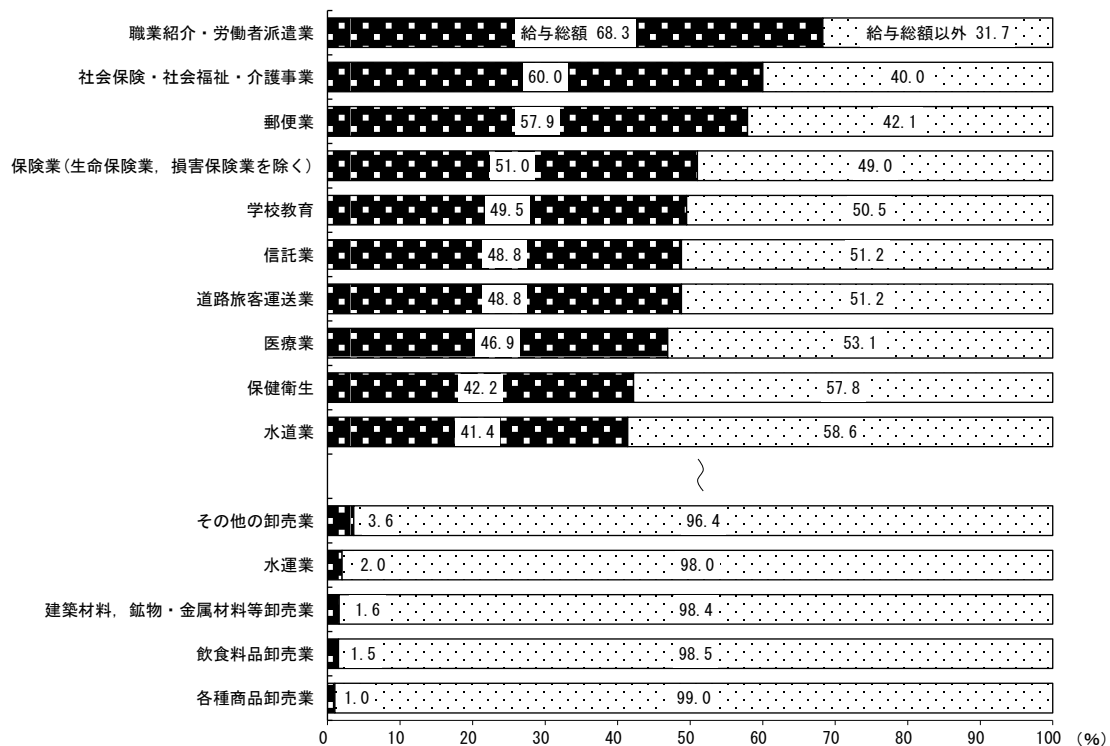 職業紹介・労働者派遣業 給与総額 68.3 給与総額以外 31.7
社会保険・社会福祉・介護事業 60.0 40.0
郵便業 57.9 42.1
保険業(生命保険業，損害保険業を除く) 51.0 49.0
学校教育 49.5 50.5
信託業 48.8 51.2
道路旅客運送業 48.8 51.2
医療業 46.9 53.1
保健衛生 42.2 57.8
水道業 41.4 58.6
その他の卸売業 3.6 96.4
水運業 2.0 98.0
建築材料，鉱物・金属材料等卸売業 1.6 98.4
飲食料品卸売業 1.5 98.5
各種商品卸売業 1.0 99.0
0 10 20 30 40 50 60 70 80 90 100 (%)